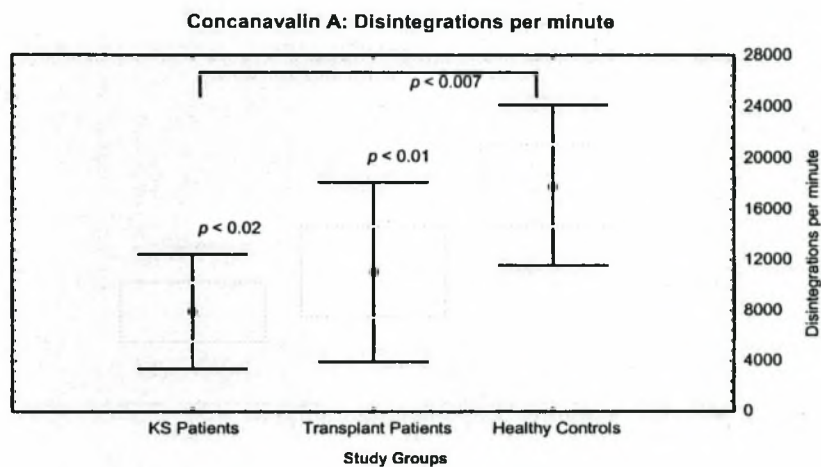 Concanavalin A: Disintegrations per minute
p < 0.007
p < 0.01
p < 0.02
28000
24000
20000
16000
12000
8000
4000
0
Disintegrations per minute
KS Patients
Transplant Patients
Healthy Controls
Study Groups